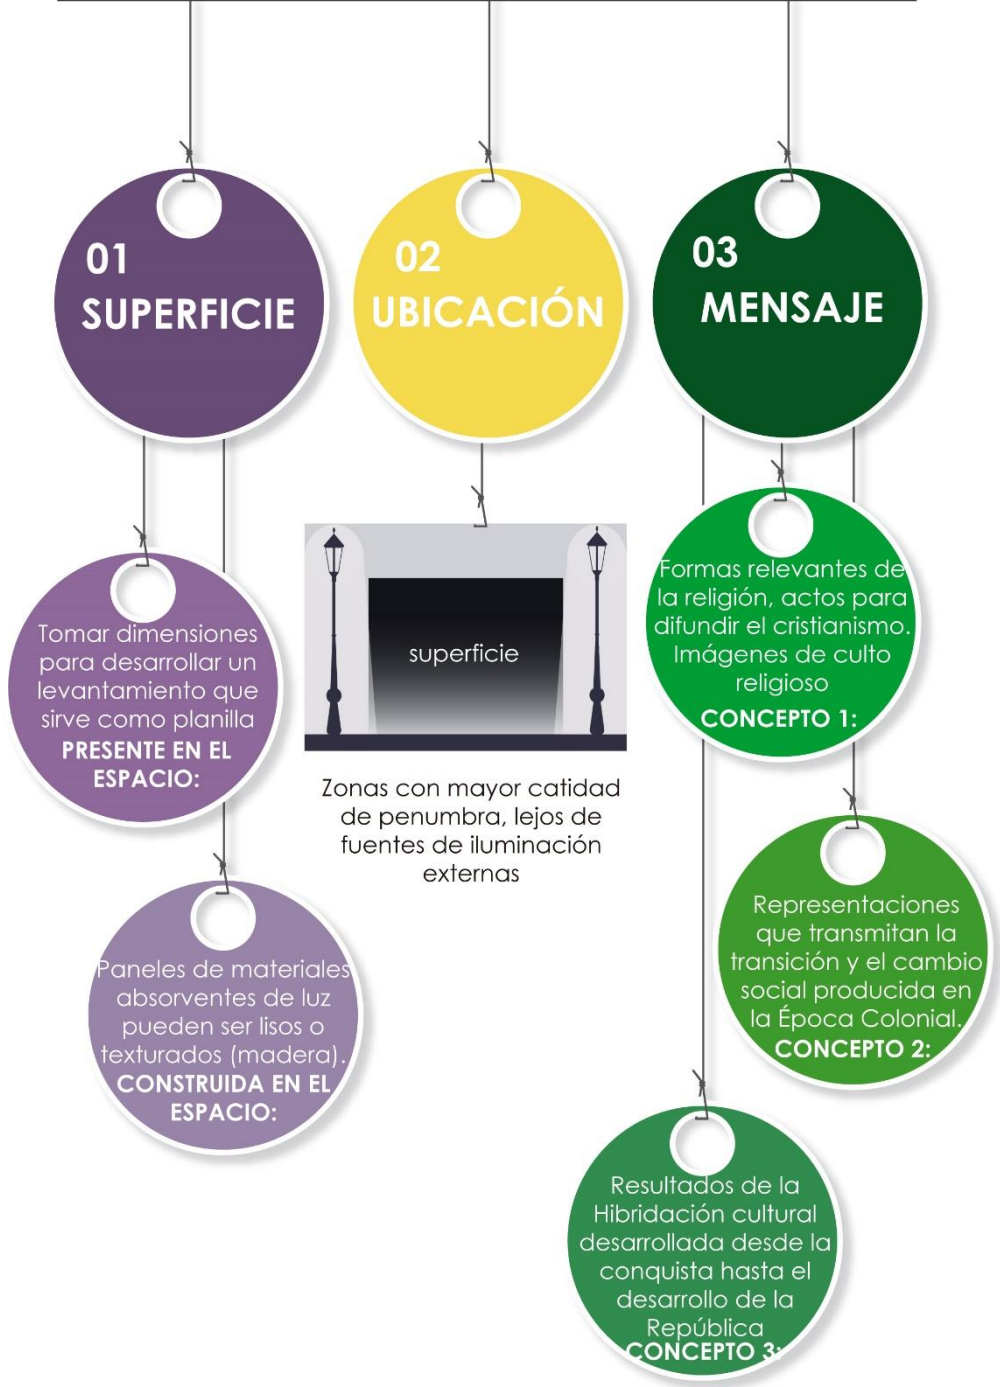 01
SUPERFICIE
02
UBICACIÓN
03
MENSAJE
Tomar dimensiones
para desarrollar un
levantamiento que
sirve como planilla
PRESENTE EN EL
ESPACIO:
Paneles de materiales
absorventes de luz
pueden ser lisos o
texturados (madera).
CONSTRUIDA EN EL
ESPACIO:
superficie
Zonas con mayor catidad
de penumbra, lejos de
fuentes de iluminación
externas
Formas relevantes de
la religión, actos para
difundir el cristianismo.
Imágenes de culto
religioso
CONCEPTO 1:
Representaciones
que transmitan la
transición y el cambio
social producida en
la Época Colonial.
CONCEPTO 2:
Resultados de la
Hibridación cultural
desarrollada desde la
conquista hasta el
desarrollo de la
República
CONCEPTO 3: